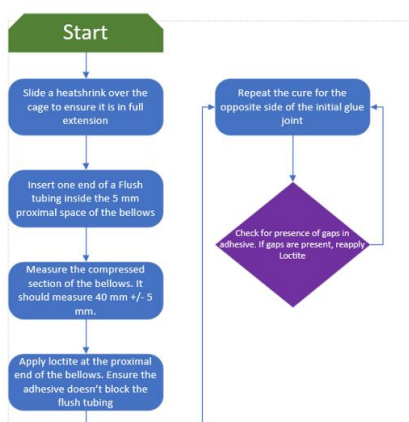 Start
Slide a heatshrink over the
cage to ensure it is in full
extension
Insert one end of a Flush
tubing inside the 5 mm
proximal space of the bellows
Measure the compressed
section of the bellows. It
should measure 40 mm +/- 5
mm.
Apply loctite at the proximal
end of the bellows. Ensure the
adhesive doesn't block the
flush tubing
Repeat the cure for the
opposite side of the initial glue
joint
Check for presence of gaps in
adhesive. If gaps are present, reapply
Loctite